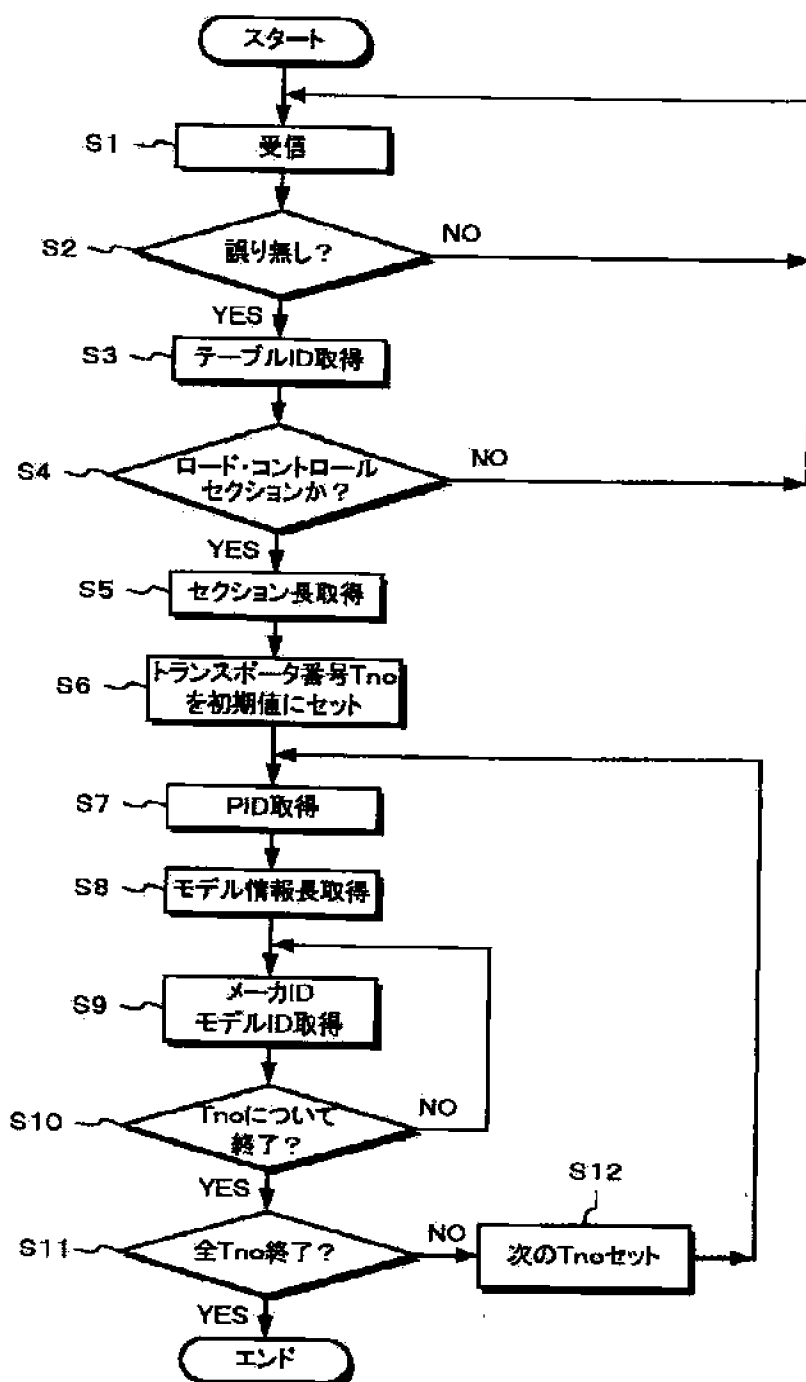 スタート
S1
受信
S2
誤り無し?
NO
YES
S3
テーブルID取得
S4
ロード・コントロール
セクションか?
NO
YES
S5
セクション長取得
S6
トランスポータ番号Tno
を初期値にセット
S7
PID取得
S8
モデル情報長取得
S9
メーカID
モデルID取得
S10
Tnoについて
終了?
NO
YES
S11
全Tno終了?
NO
S12
次のTnoセット
YES
エンド